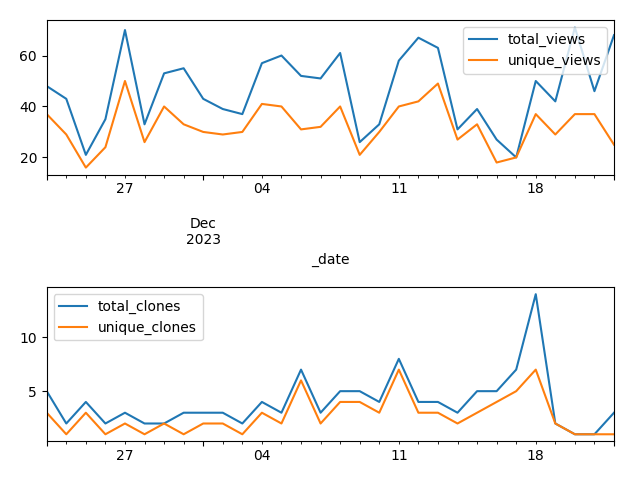 total_views
unique_views
60
40
20
27 04 11 18
Dec
2023
_date
total_clones
unique_clones
10
5
27 04 11 18